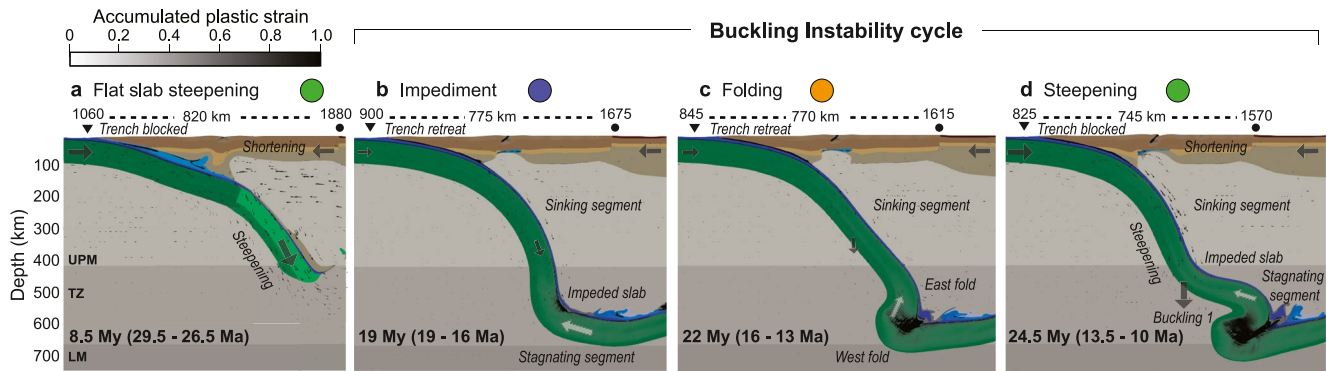 Accumulated plastic strain
0 0.2 0.4 0.6 0.8 1.0
Buckling Instability cycle
a Flat slab steepening
1060 820 km 1880
Trench blocked
Shortening
Steepening
8.5 My (29.5 - 26.5 Ma)
Depth (km)
100
200
300
400
500
600
700
UPM
TZ
LM
b Impediment
900 775 km 1675
Trench retreat
Sinking segment
Impeded slab
19 My (19 - 16 Ma)
Stagnating segment
c Folding
845 770 km 1615
Trench retreat
Sinking segment
East fold
22 My (16 - 13 Ma)
West fold
d Steepening
825 745 km 1570
Trench blocked
Shortening
Sinking segment
Steepening
Impeded slab
Stagnating
segment
Buckling 1
24.5 My (13.5 - 10 Ma)